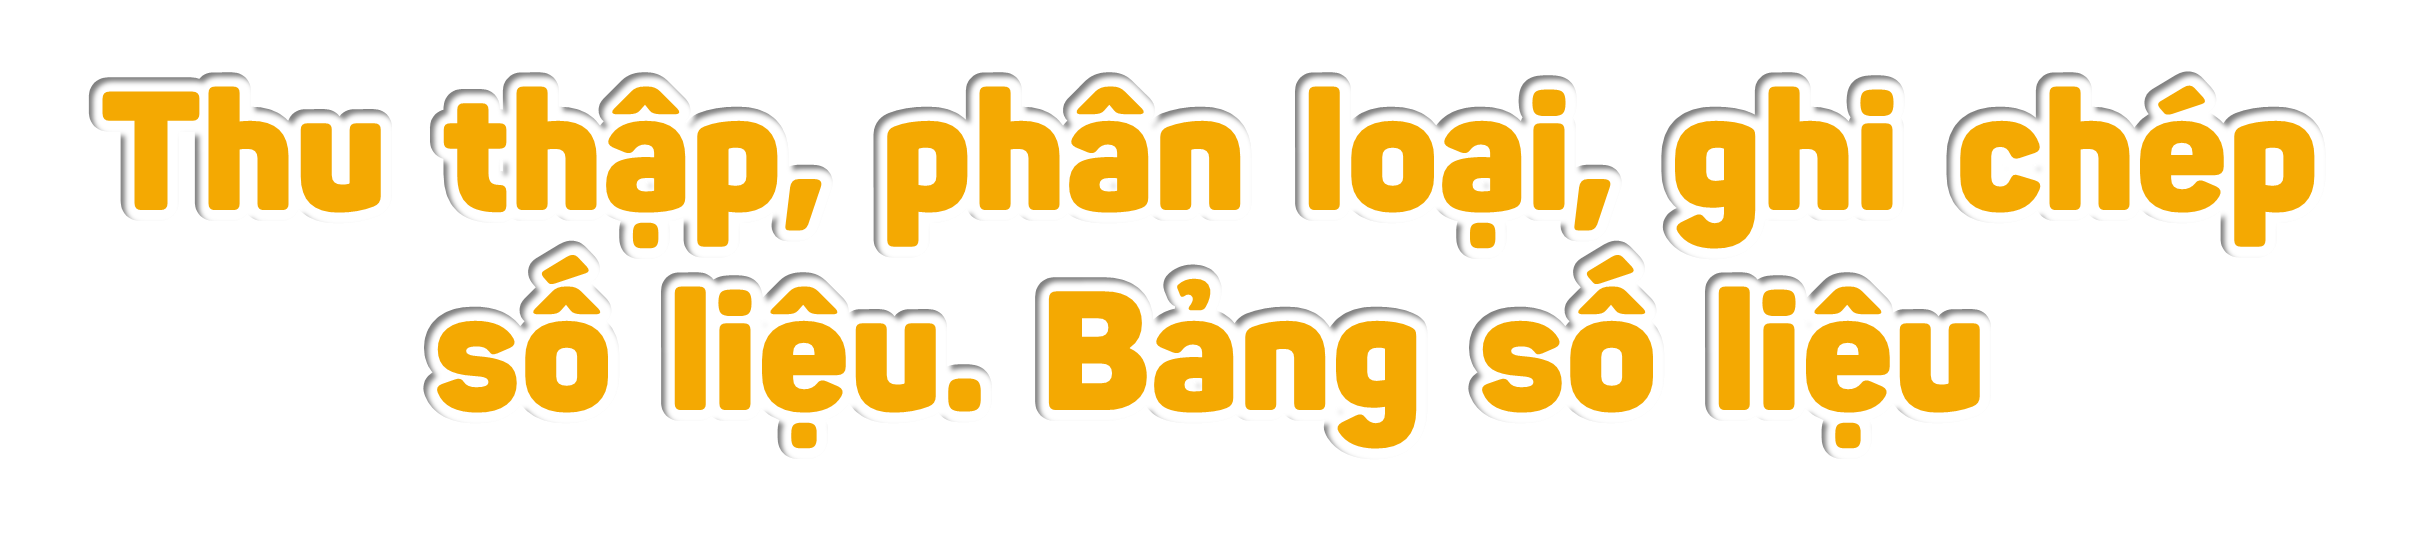 Thu thập, phân loại, ghi chép
số liệu. Bảng số liệu